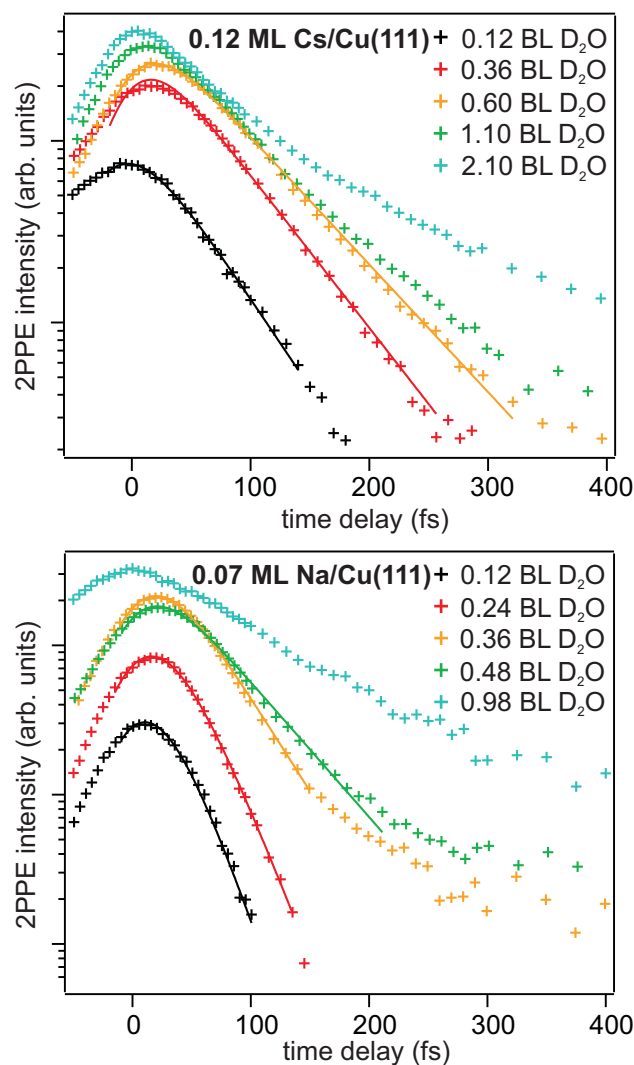 0.12 ML Cs/Cu(111)
+ 0.12 BL D₂O
+ 0.36 BL D₂O
+ 0.60 BL D₂O
+ 1.10 BL D₂O
+ 2.10 BL D₂O
2PPE intensity (arb. units)
0 100 200 300 400
time delay (fs)
0.07 ML Na/Cu(111)
+ 0.12 BL D₂O
+ 0.24 BL D₂O
+ 0.36 BL D₂O
+ 0.48 BL D₂O
+ 0.98 BL D₂O
2PPE intensity (arb. units)
0 100 200 300 400
time delay (fs)